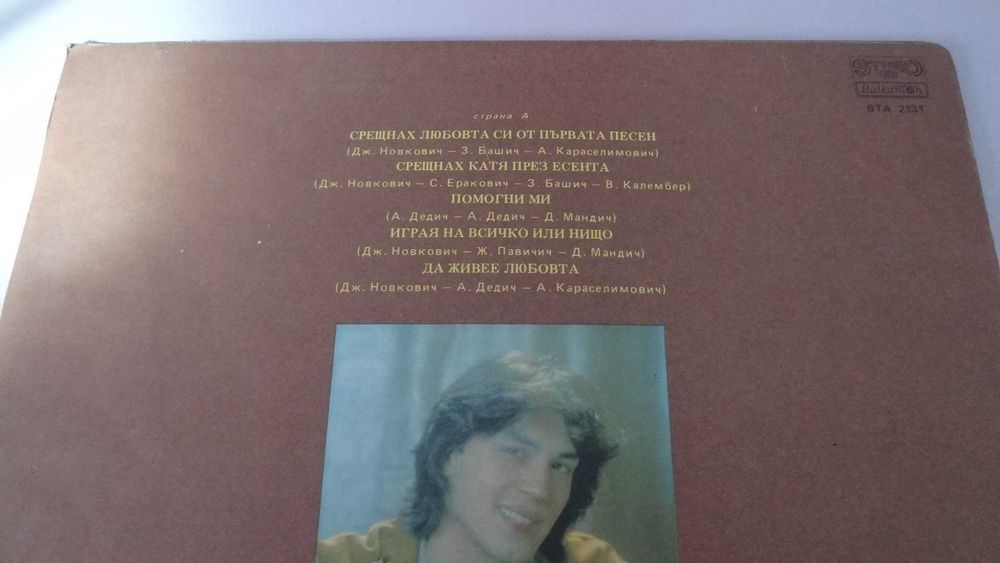 STEREO
Balkanton
BTA 2131
страна А
СРЕЩНАХ ЛЮБОВТА СИ ОТ ПЪРВАТА ПЕСЕН
(Дж. Новкович – З. Башич – А. Караселимович)
СРЕЩНАХ КАТЯ ПРЕЗ ЕСЕНТА
(Дж. Новкович – С. Еракович – З. Башич – В. Калембер)
ПОМОГНИ МИ
(А. Дедич – А. Дедич – Д. Мандич)
ИГРАЯ НА ВСИЧКО ИЛИ НИЩО
(Дж. Новкович – Ж. Павичич – Д. Мандич)
ДА ЖИВЕЕ ЛЮБОВТА
(Дж. Новкович – А. Дедич – А. Караселимович)